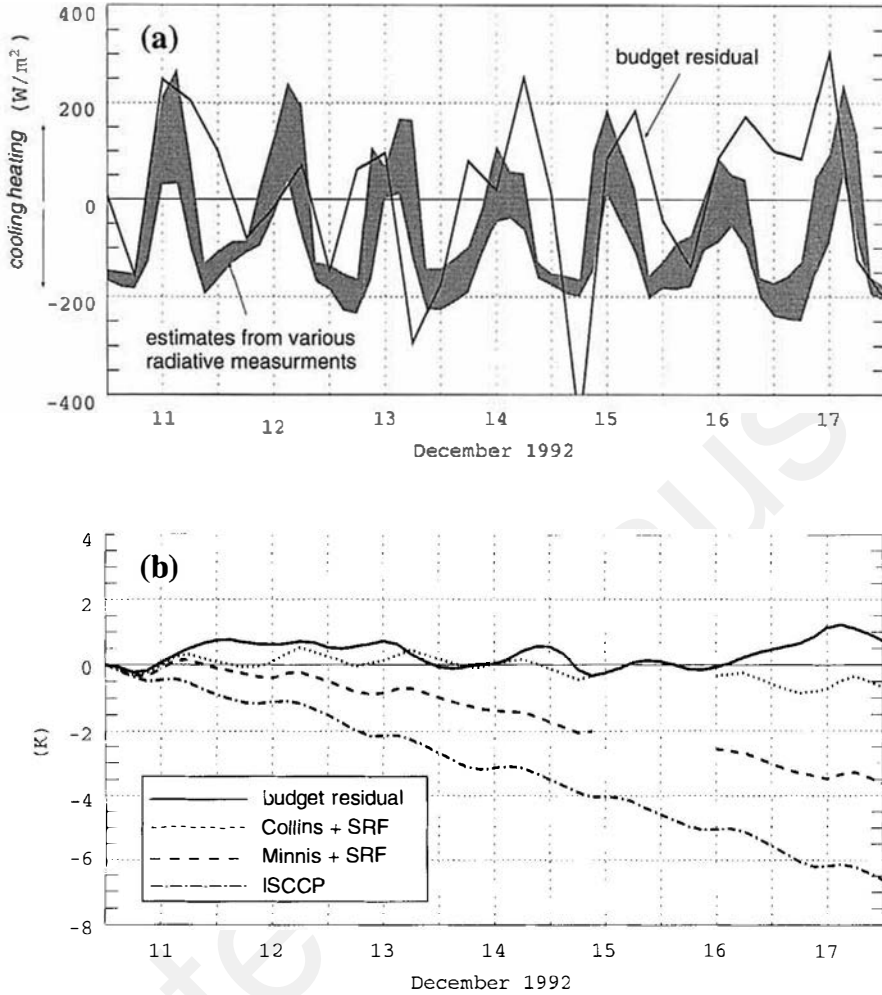 400
(a)
budget residual
(W/m²)
200
cooling heating
0
-200
estimates from various
radiative measurments
-400
11
12
13
14
15
16
17
December 1992
4
(b)
2
0
-2
(K)
-4
-6
-8
budget residual
Collins + SRF
Minnis + SRF
ISCCP
11
12
13
14
15
16
17
December 1992